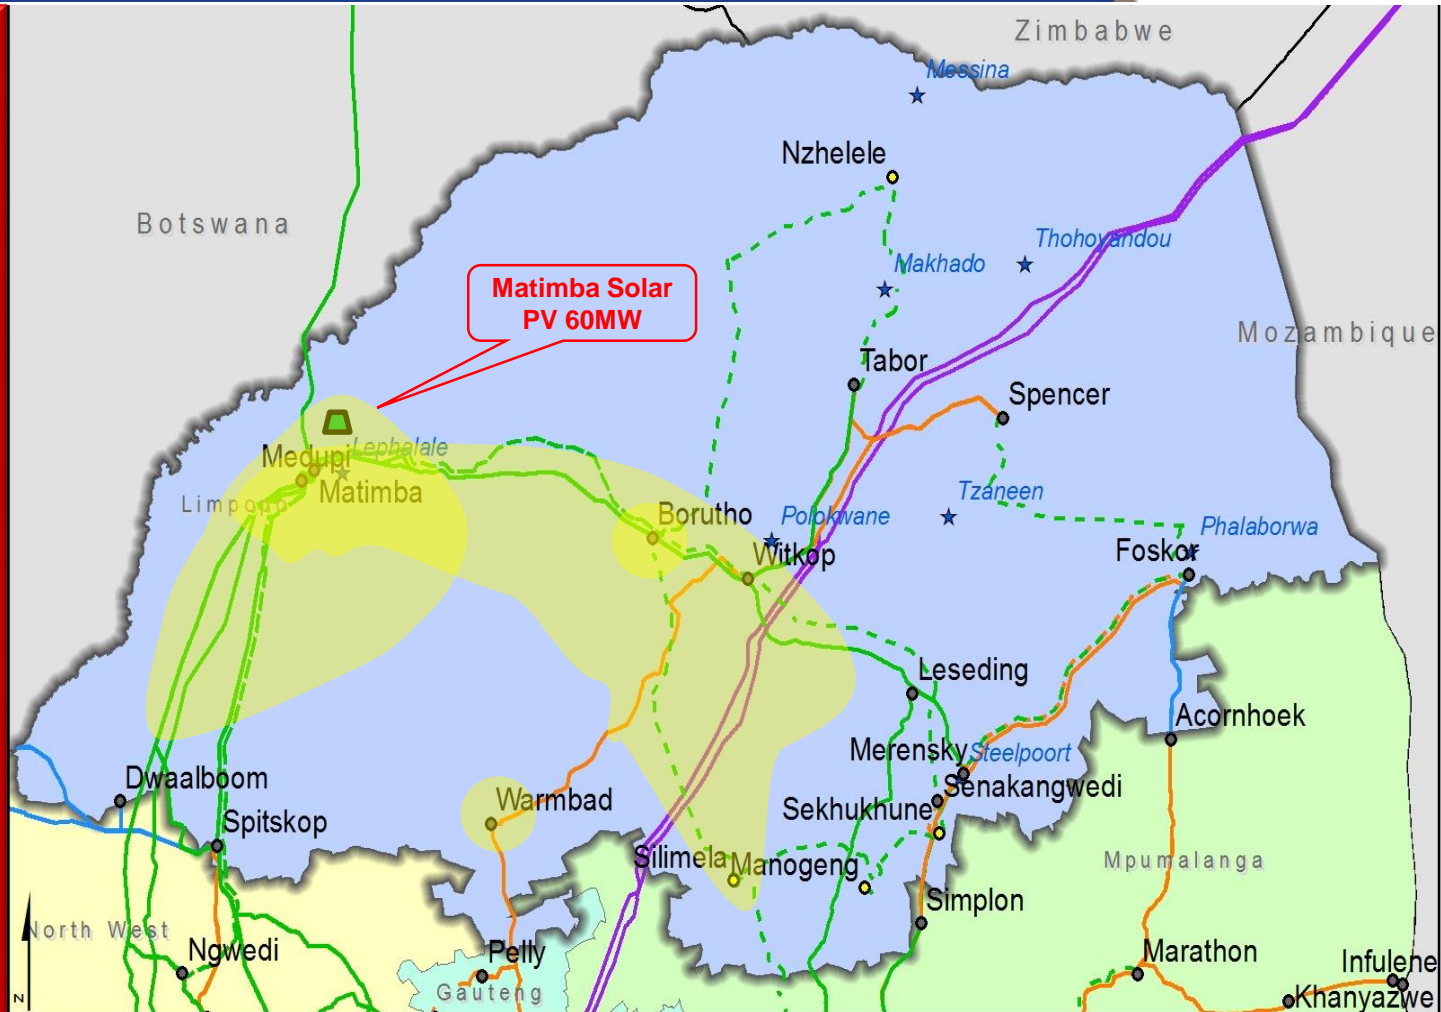 Zimbabwe
Messina
Nzhelele
Botswana
Thohoyandou
Makhado
Matimba Solar
PV 60MW
Mozambique
Tabor
Spencer
Lephalale
Medupi
Matimba
Limpopo
Tzaneen
Borutho
Polokwane
Phalaborwa
Witkop
Foskor
Leseding
Acornhoek
Merensky
Steelpoort
Dwaalboom
Senakangwedi
Warmbad
Sekhukhune
Spitskop
Silimela
Manogeng
Mpumalanga
Simplon
North West
Ngwedi
Pelly
Marathon
Infulene
Gauteng
Khanyazwe
N